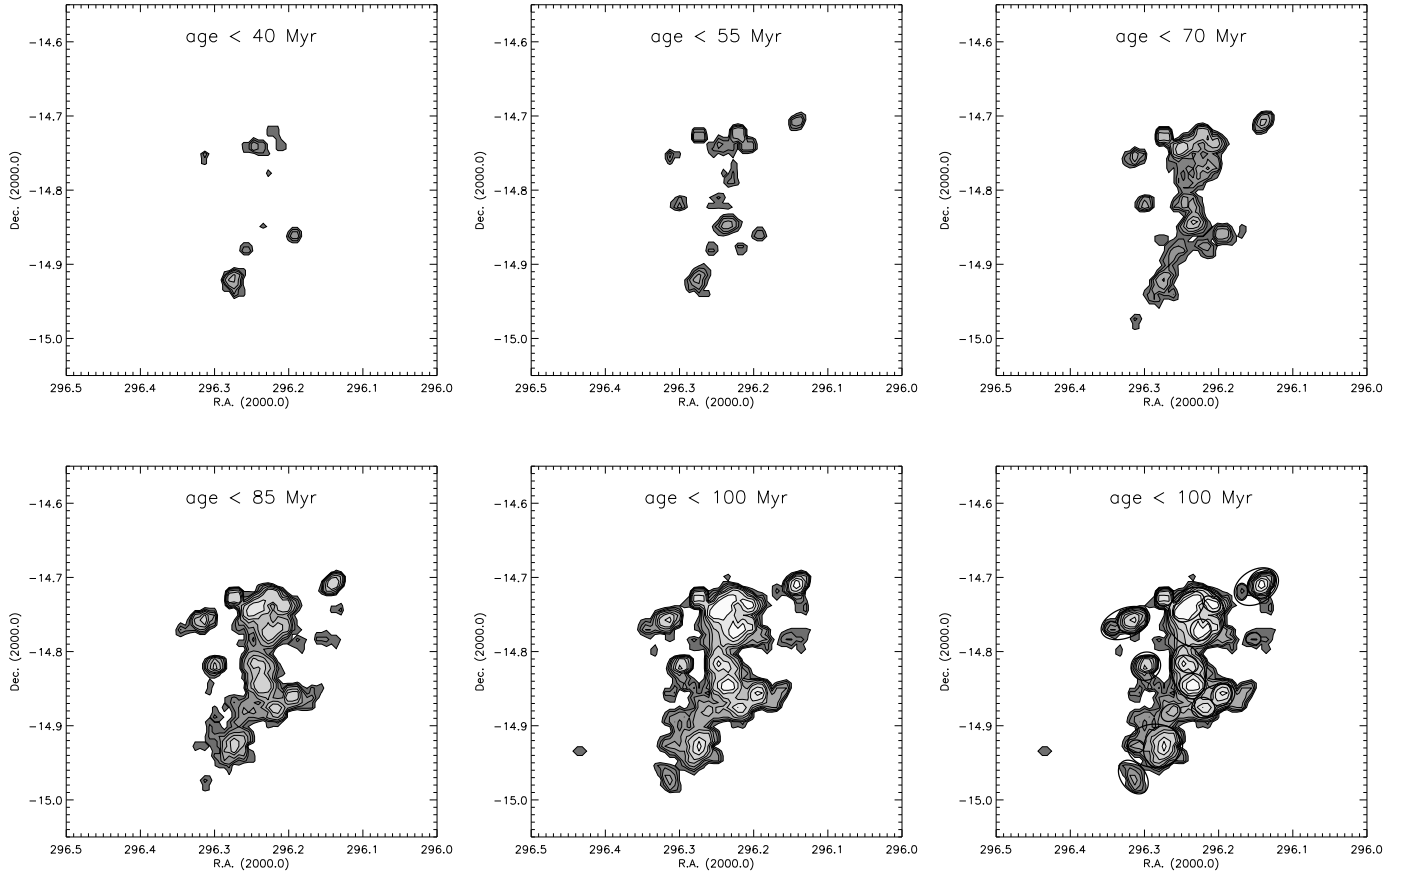 age < 40 Myr
age < 55 Myr
age < 70 Myr
−14.6 −14.6 −14.6
−14.7 −14.7 −14.7
−14.8 −14.8 −14.8
−14.9 −14.9 −14.9
−15.0 −15.0 −15.0
Dec. (2000.0)
Dec. (2000.0)
Dec. (2000.0)
296.5 296.4 296.3 296.2 296.1 296.0
296.5 296.4 296.3 296.2 296.1 296.0
296.5 296.4 296.3 296.2 296.1 296.0
R.A. (2000.0)
R.A. (2000.0)
R.A. (2000.0)
age < 85 Myr
age < 100 Myr
age < 100 Myr
−14.6 −14.6 −14.6
−14.7 −14.7 −14.7
−14.8 −14.8 −14.8
−14.9 −14.9 −14.9
−15.0 −15.0 −15.0
Dec. (2000.0)
Dec. (2000.0)
Dec. (2000.0)
296.5 296.4 296.3 296.2 296.1 296.0
296.5 296.4 296.3 296.2 296.1 296.0
296.5 296.4 296.3 296.2 296.1 296.0
R.A. (2000.0)
R.A. (2000.0)
R.A. (2000.0)